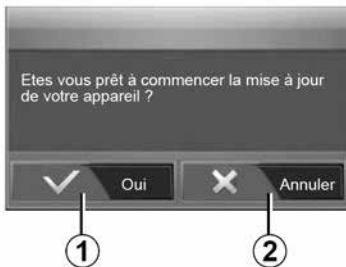 Etes vous prêt à commencer la mise à jour
de votre appareil ?
Oui
Annuler
1
2